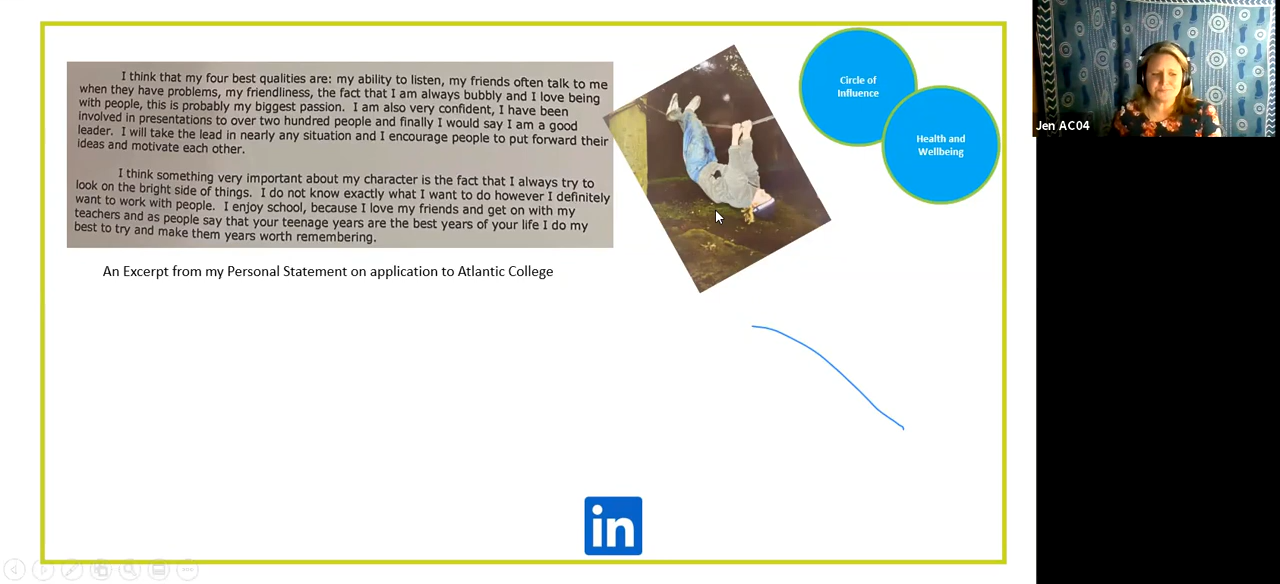 I think that my four best qualities are: my ability to listen, my friends often talk to me
when they have problems, my friendliness, the fact that I am always bubbly and I love being
with people, this is probably my biggest passion. I am also very confident, I have been
involved in presentations to over two hundred people and finally I would say I am a good
leader. I will take the lead in nearly any situation and I encourage people to put forward their
ideas and motivate each other.
I think something very important about my character is the fact that I always try to
look on the bright side of things. I do not know exactly what I want to do however I definitely
want to work with people. I enjoy school, because I love my friends and get on with my
teachers and as people say that your teenage years are the best years of your life I do my
best to try and make them years worth remembering.
An Excerpt from my Personal Statement on application to Atlantic College
Circle of
Influence
Health and
Wellbeing
in
Jen AC04